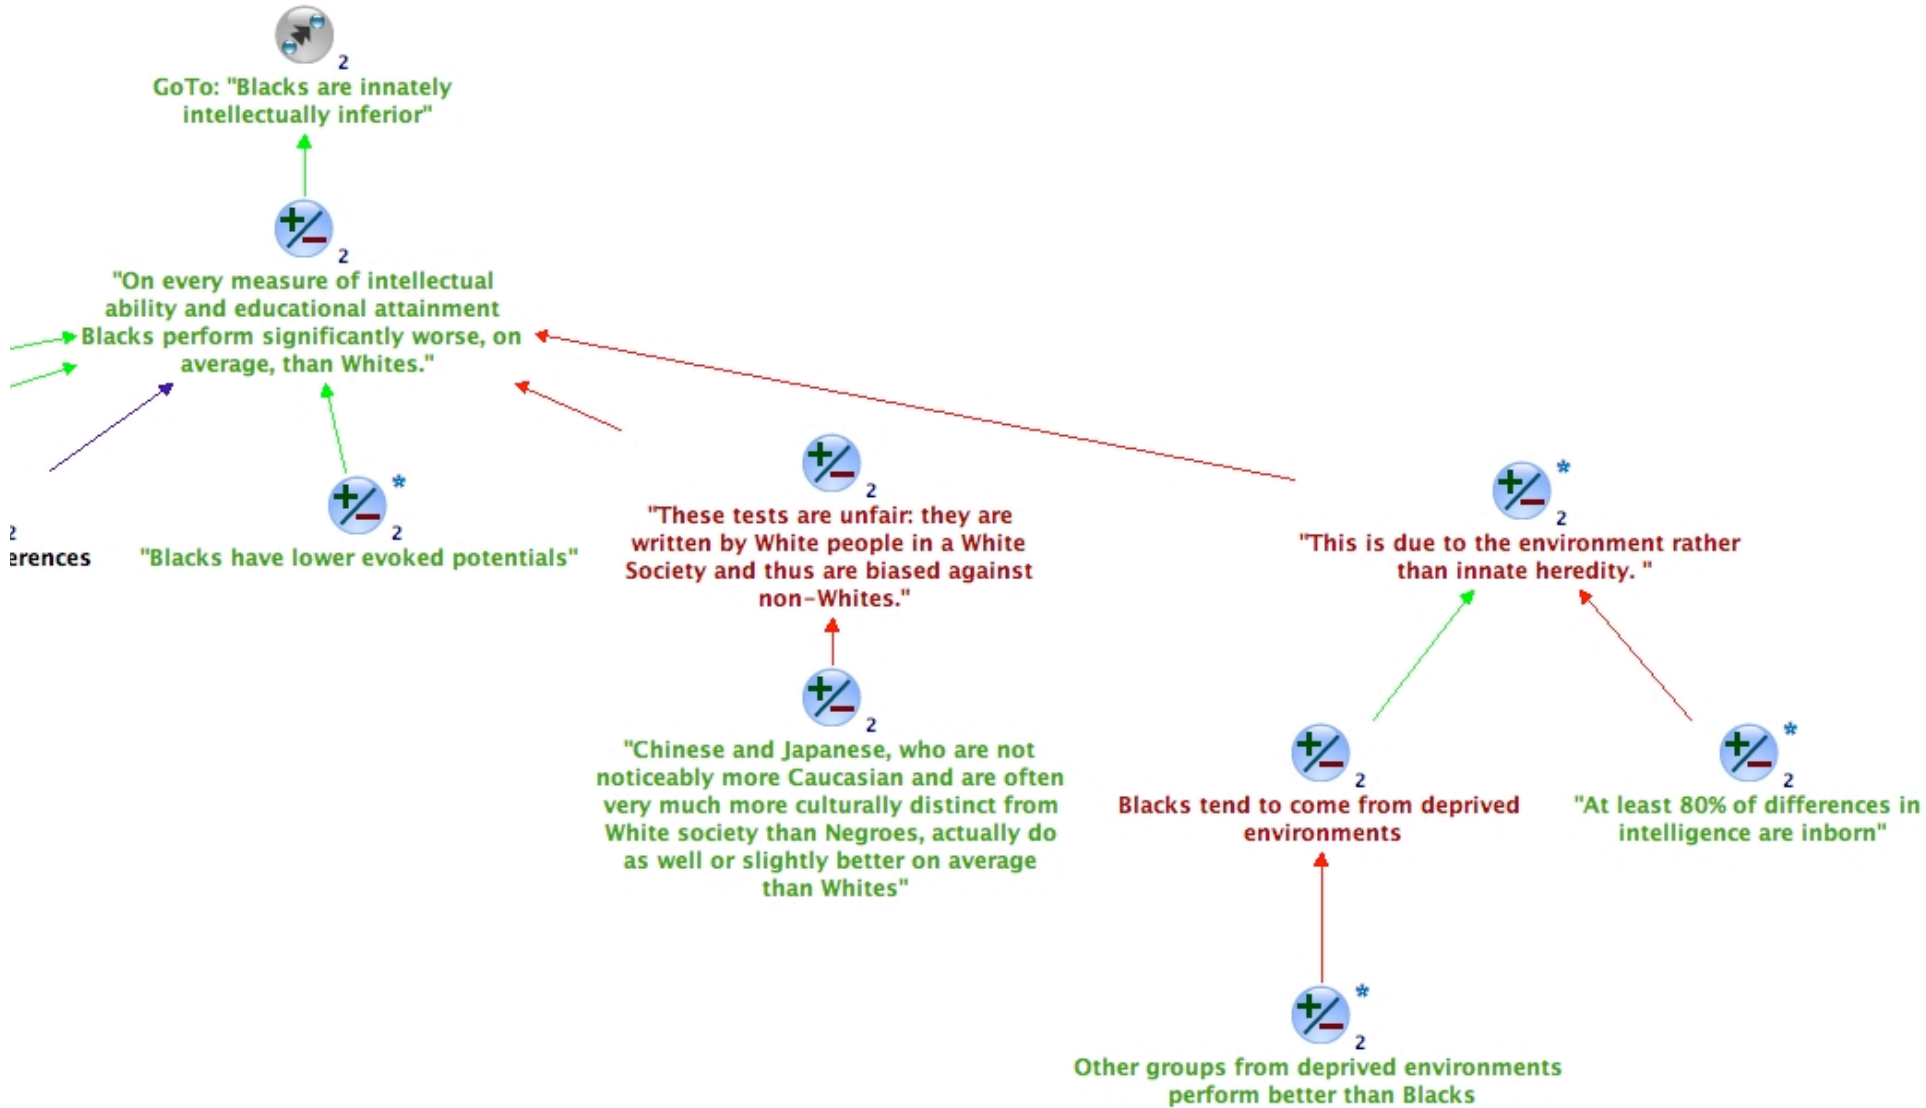 2
GoTo: "Blacks are innately
intellectually inferior"
2
"On every measure of intellectual
ability and educational attainment
Blacks perform significantly worse, on
average, than Whites."
2
erences
*
2
"Blacks have lower evoked potentials"
2
"These tests are unfair: they are
written by White people in a White
Society and thus are biased against
non-Whites."
*
2
"This is due to the environment rather
than innate heredity. "
2
"Chinese and Japanese, who are not
noticeably more Caucasian and are often
very much more culturally distinct from
White society than Negroes, actually do
as well or slightly better on average
than Whites"
2
Blacks tend to come from deprived
environments
*
2
"At least 80% of differences in
intelligence are inborn"
*
2
Other groups from deprived environments
perform better than Blacks